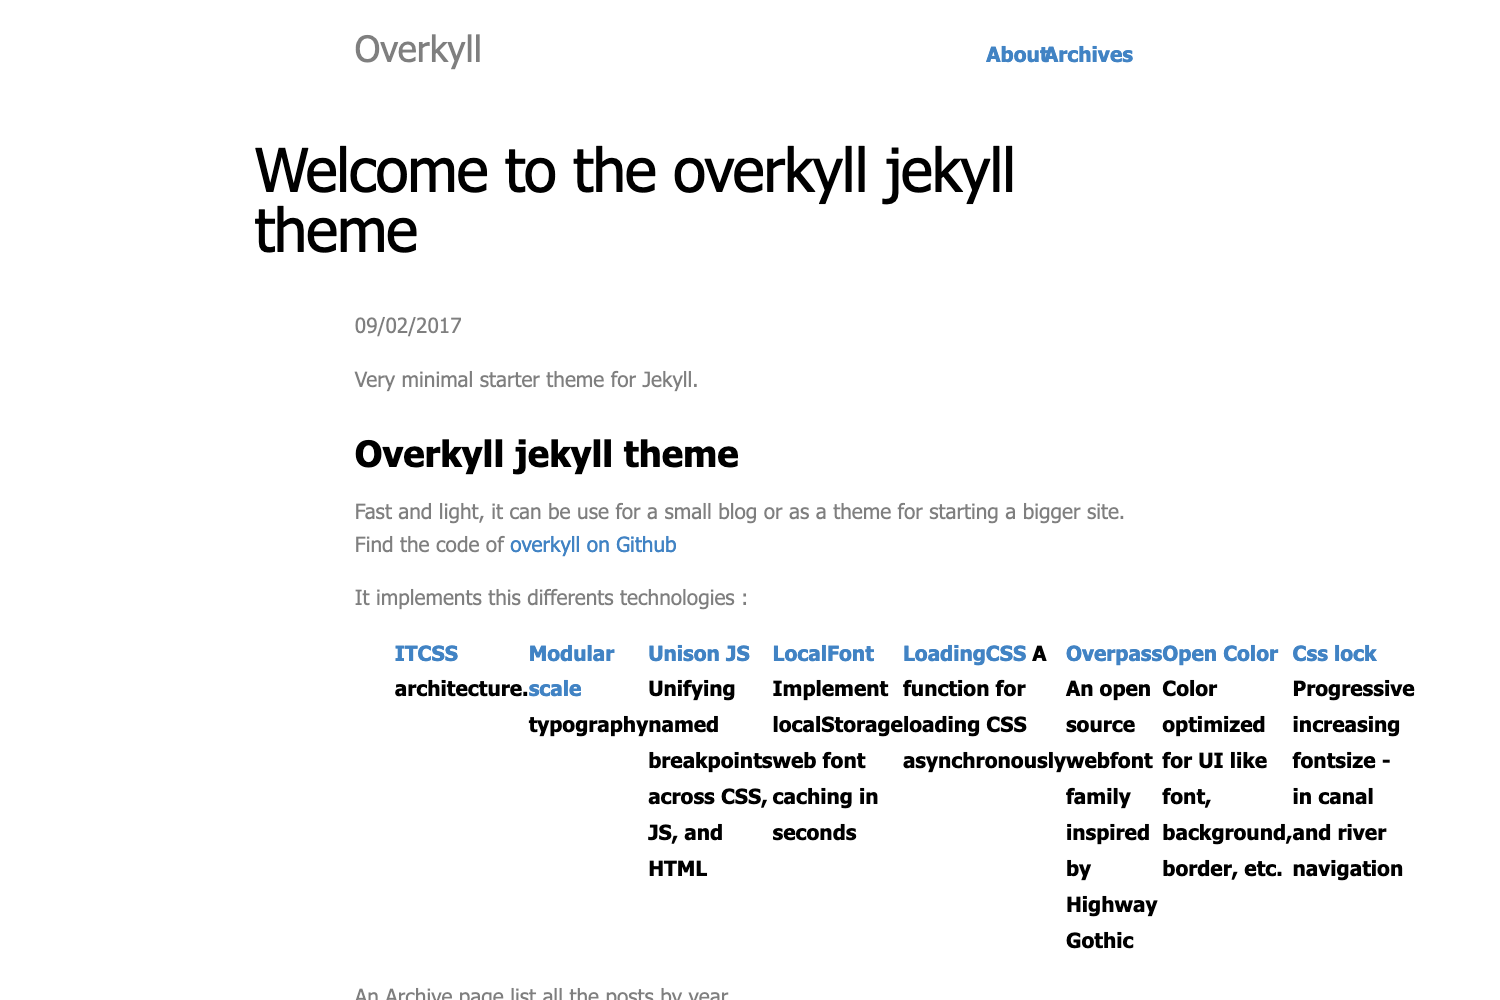 Overkyll
About Archives
Welcome to the overkyll jekyll
theme
09/02/2017
Very minimal starter theme for Jekyll.
Overkyll jekyll theme
Fast and light, it can be use for a small blog or as a theme for starting a bigger site.
Find the code of overkyll on Github
It implements this differents technologies :
ITCSS
architecture.
Modular
scale
typography
Unison JS
Unifying
named
breakpoints
across CSS,
JS, and
HTML
LocalFont
Implement
localStorage
web font
caching in
seconds
LoadingCSS A
function for
loading CSS
asynchronously
Overpass
An open
source
webfont
family
inspired
by
Highway
Gothic
Open Color
Color
optimized
for UI like
font,
background,
border, etc.
Css lock
Progressive
increasing
fontsize -
in canal
and river
navigation
An Archive page list all the posts by year